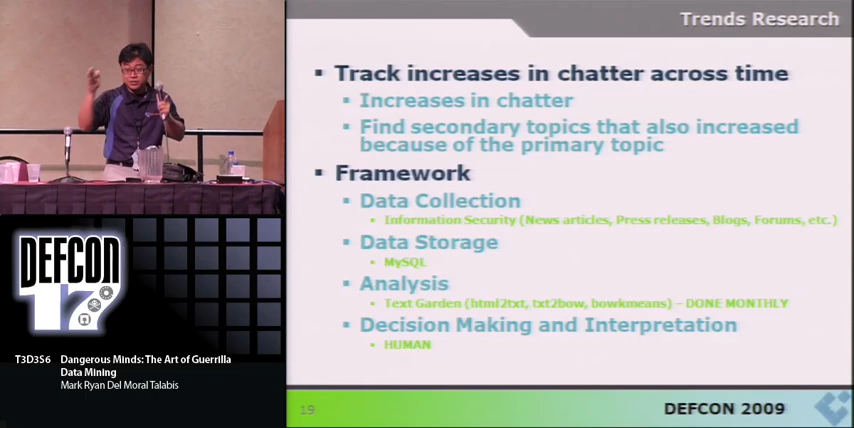 Trends Research
▪ Track increases in chatter across time
▪ Increases in chatter
▪ Find secondary topics that also increased
because of the primary topic
▪ Framework
▪ Data Collection
▪ Information Security (News articles, Press releases, Blogs, Forums, etc.)
▪ Data Storage
▪ MySQL
▪ Analysis
▪ Text Garden (html2txt, txt2bow, bowkmeans) – DONE MONTHLY
▪ Decision Making and Interpretation
▪ HUMAN
19
DEFCON 2009
DEFCON
17
T3D3S6 Dangerous Minds: The Art of Guerrilla
Data Mining
Mark Ryan Del Moral Talabis